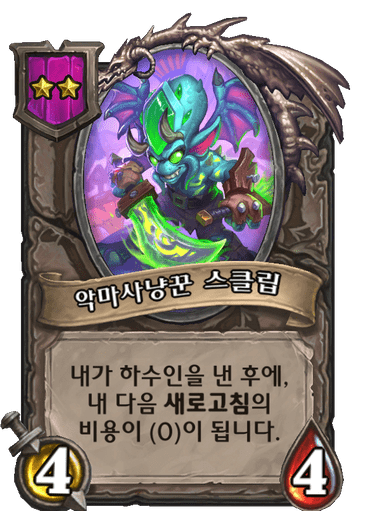 악마사냥꾼 스클립
내가 하수인을 낸 후에,
내 다음 새로고침의
비용이 (0)이 됩니다.
4
4